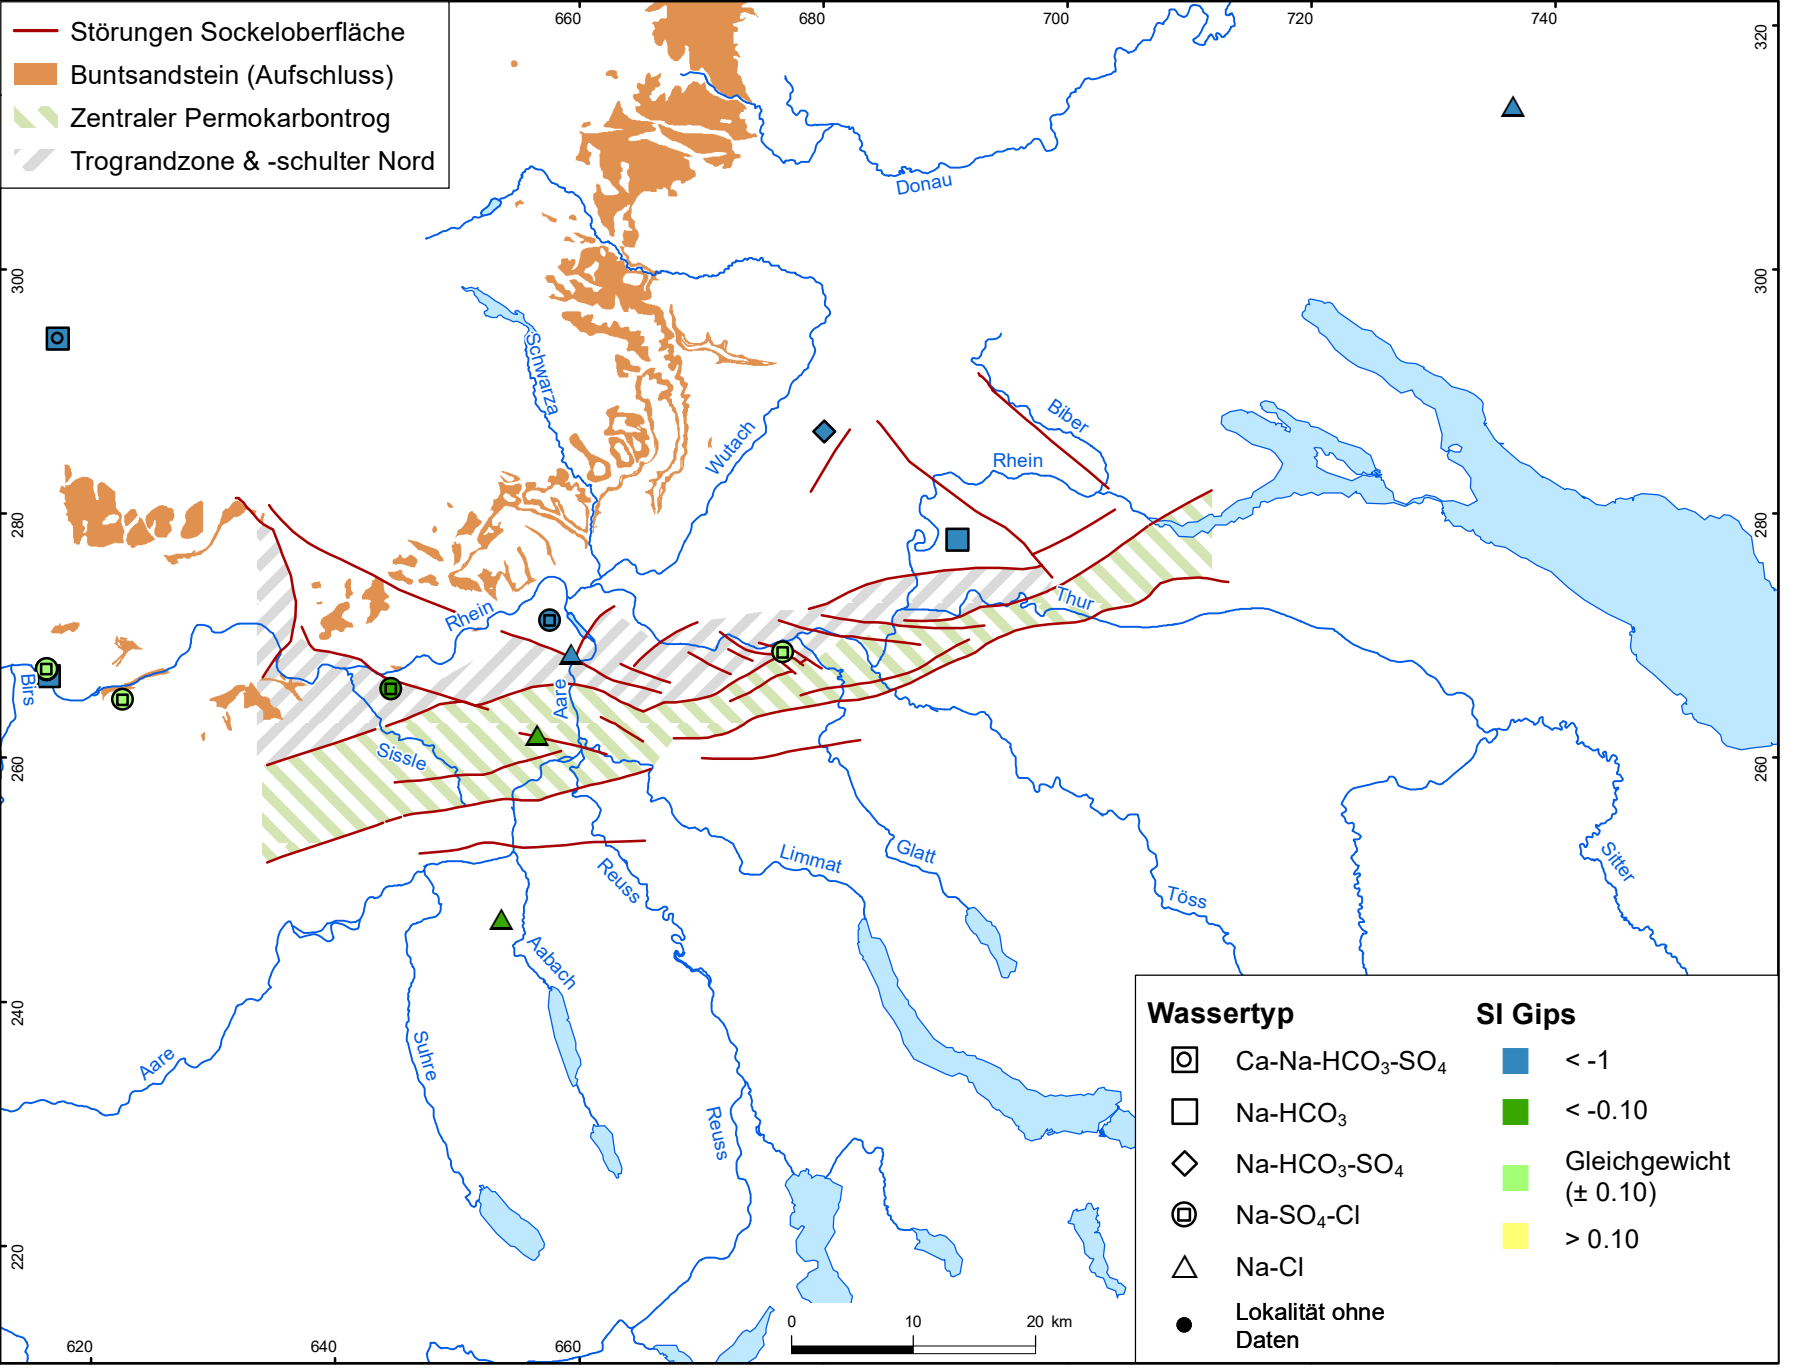 660
680
700
720
740
320
Störungen Sockeloberfläche
Buntsandstein (Aufschluss)
Zentraler Permokarbontrog
Trograndzone & -schulter Nord
Donau
300
300
Schwarza
Wutach
Biber
Rhein
280
280
Rhein
Thur
Birs
Aare
Sissle
260
260
Limmat
Glatt
Reuss
Töss
Sitter
Aabach
240
Aare
Suhre
Reuss
220
Wassertyp
Ca-Na-HCO₃-SO₄
Na-HCO₃
Na-HCO₃-SO₄
Na-SO₄-Cl
Na-Cl
Lokalität ohne
Daten
SI Gips
< -1
< -0.10
Gleichgewicht
(± 0.10)
> 0.10
0 10 20 km
620
640
660